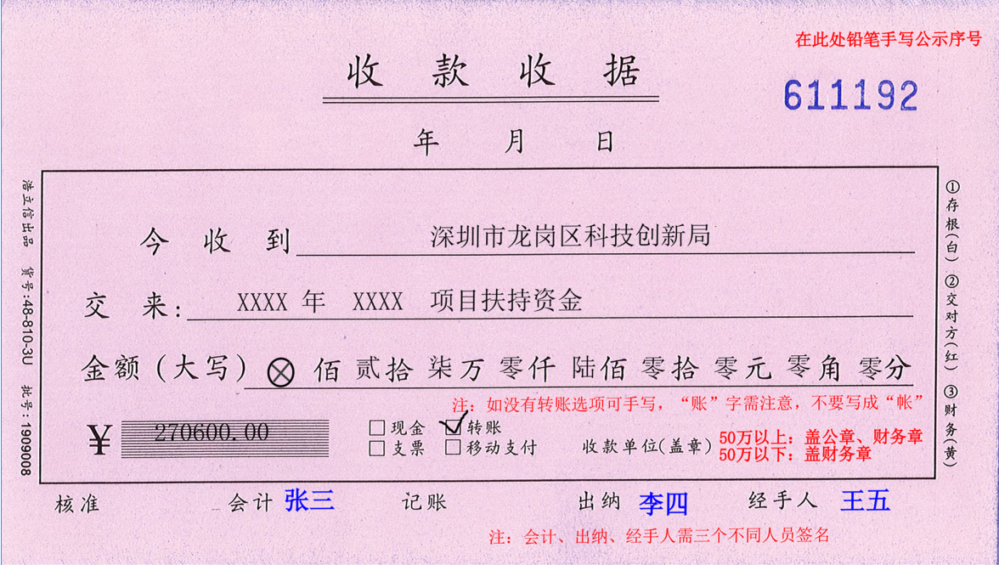 在此处铅笔手写公示序号
收款收据
611192
年 月 日
今收到 深圳市龙岗区科技创新局
交来: XXXX 年 XXXX 项目扶持资金
金额(大写) ⊗ 佰 贰拾 柒万 零仟 陆佰 零拾 零元 零角 零分
注：如没有转账选项可手写，“账”字需注意，不要写成“帐”
¥ 270600.00
□现金 ☑转账
□支票 □移动支付
收款单位(盖章)
50万以上：盖公章、财务章
50万以下：盖财务章
核准 会计 张三 记账 出纳 李四 经手人 王五
注：会计、出纳、经手人需三个不同人员签名
浩立信出品 货号:48-810-3U 批号:1909008
①存根(白) ②交对方(红) ③财务(黄)